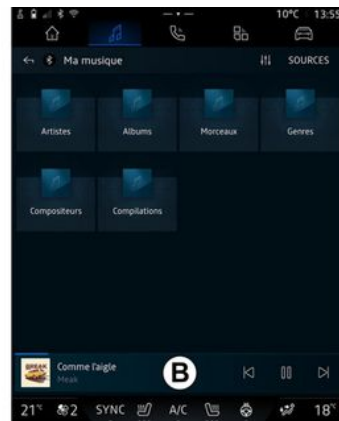 10°C 13:55
Ma musique SOURCES
Artistes Albums Morceaux Genres
Compositeurs Compilations
BREAK
Comme l'aigle
Meak
B
21°C 2 SYNC A/C 18°C